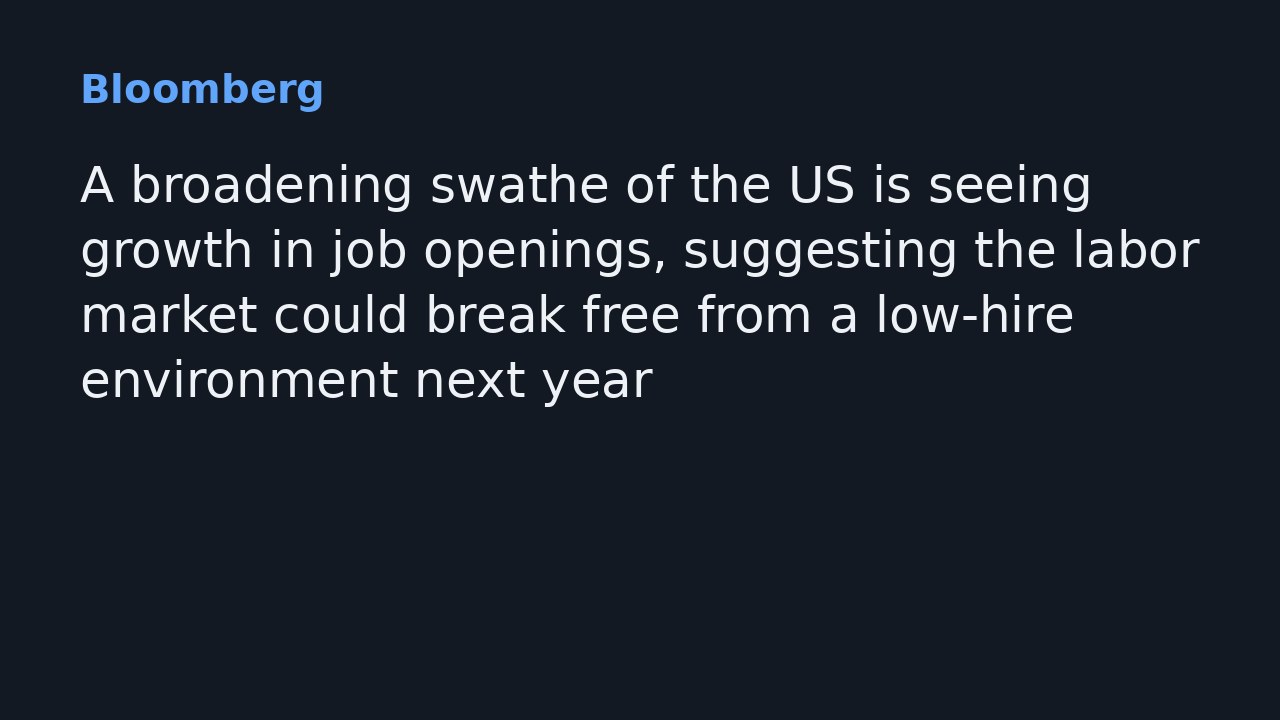 Bloomberg
A broadening swathe of the US is seeing
growth in job openings, suggesting the labor
market could break free from a low-hire
environment next year